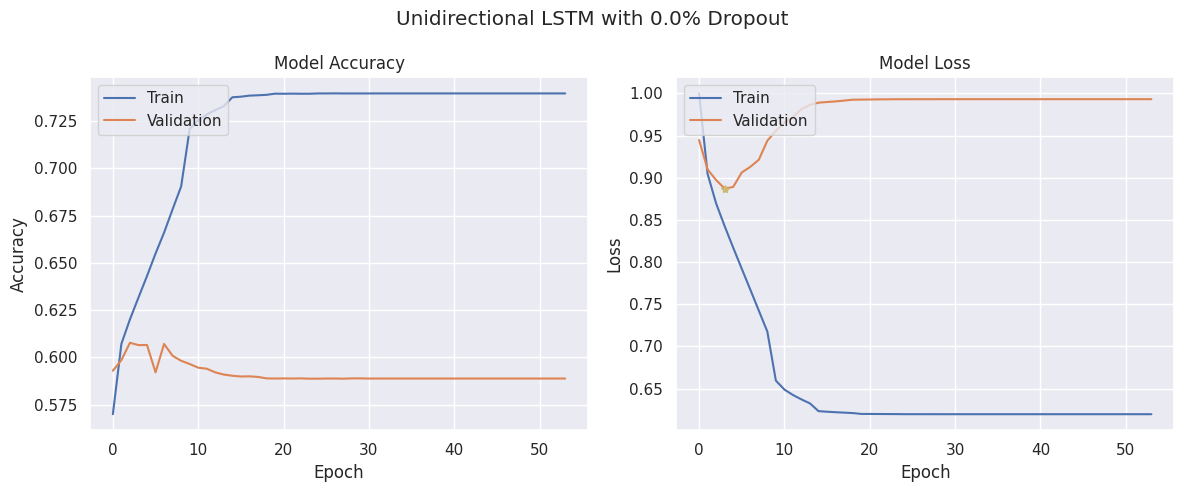 Unidirectional LSTM with 0.0% Dropout
Model Accuracy
Train
Validation
0.725
0.700
0.675
0.650
0.625
0.600
0.575
Accuracy
0
10
20
30
40
50
Epoch
Model Loss
Train
Validation
1.00
0.95
0.90
0.85
0.80
0.75
0.70
0.65
Loss
0
10
20
30
40
50
Epoch